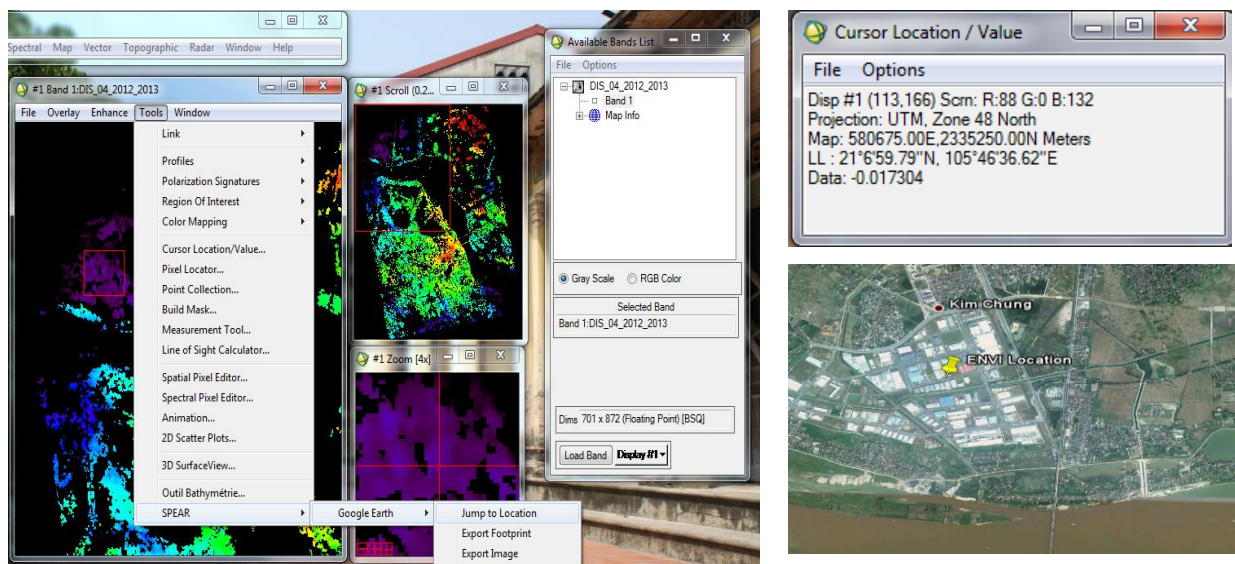 Spectral Map Vector Topographic Radar Window Help
#1 Band 1:DIS_04_2012_2013
File Overlay Enhance Tools Window
Link
Profiles
Polarization Signatures
Region Of Interest
Color Mapping
Cursor Location/Value...
Pixel Locator...
Point Collection...
Build Mask...
Measurement Tool...
Line of Sight Calculator...
Spatial Pixel Editor...
Spectral Pixel Editor...
Animation...
2D Scatter Plots...
3D SurfaceView...
Outil Bathymétrie...
SPEAR
Google Earth
Jump to Location
Export Footprint
Export Image
#1 Scroll (0.2...
#1 Zoom [4x]
Available Bands List
File Options
DIS_04_2012_2013
Band 1
Map Info
Gray Scale RGB Color
Selected Band
Band 1:DIS_04_2012_2013
Dims 701 x 872 (Floating Point) [BSQ]
Load Band Display #1
Cursor Location / Value
File Options
Disp #1 (113,166) Scrn: R:88 G:0 B:132
Projection: UTM, Zone 48 North
Map: 580675.00E,2335250.00N Meters
LL : 21°6'59.79"N, 105°46'36.62"E
Data: -0.017304
Kim Chung
ENVI Location